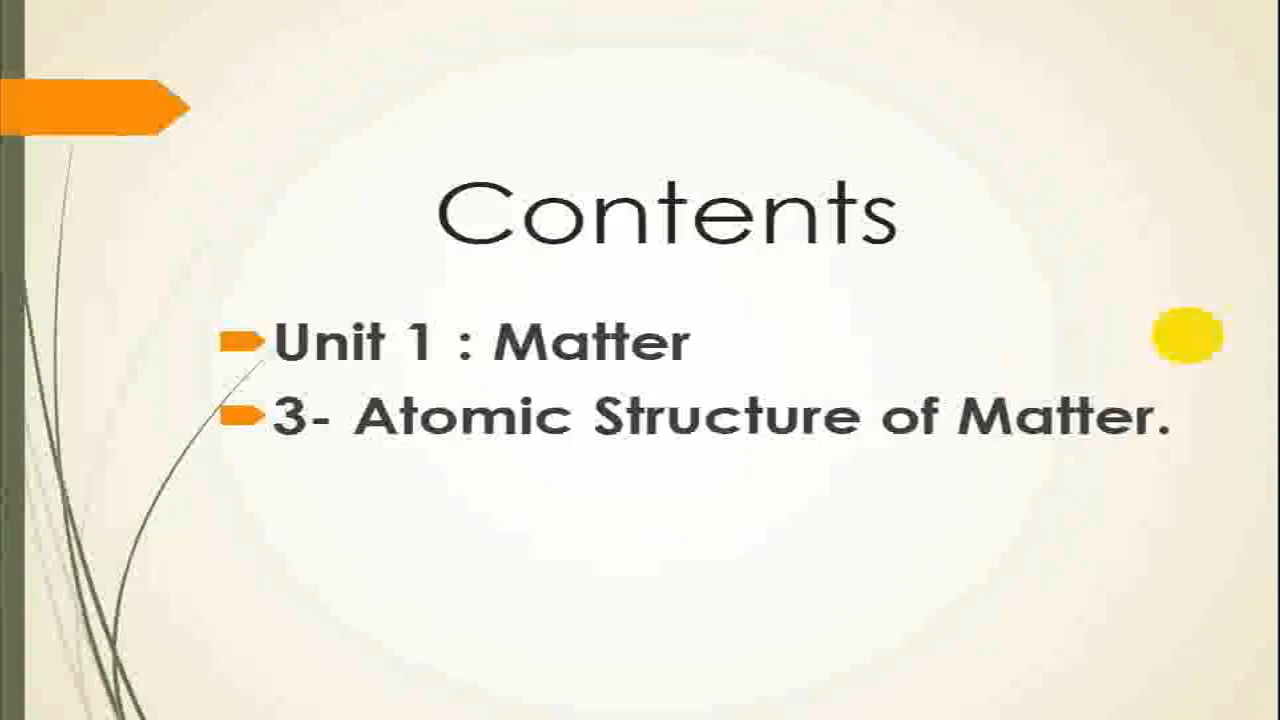 Contents
Unit 1 : Matter
3- Atomic Structure of Matter.